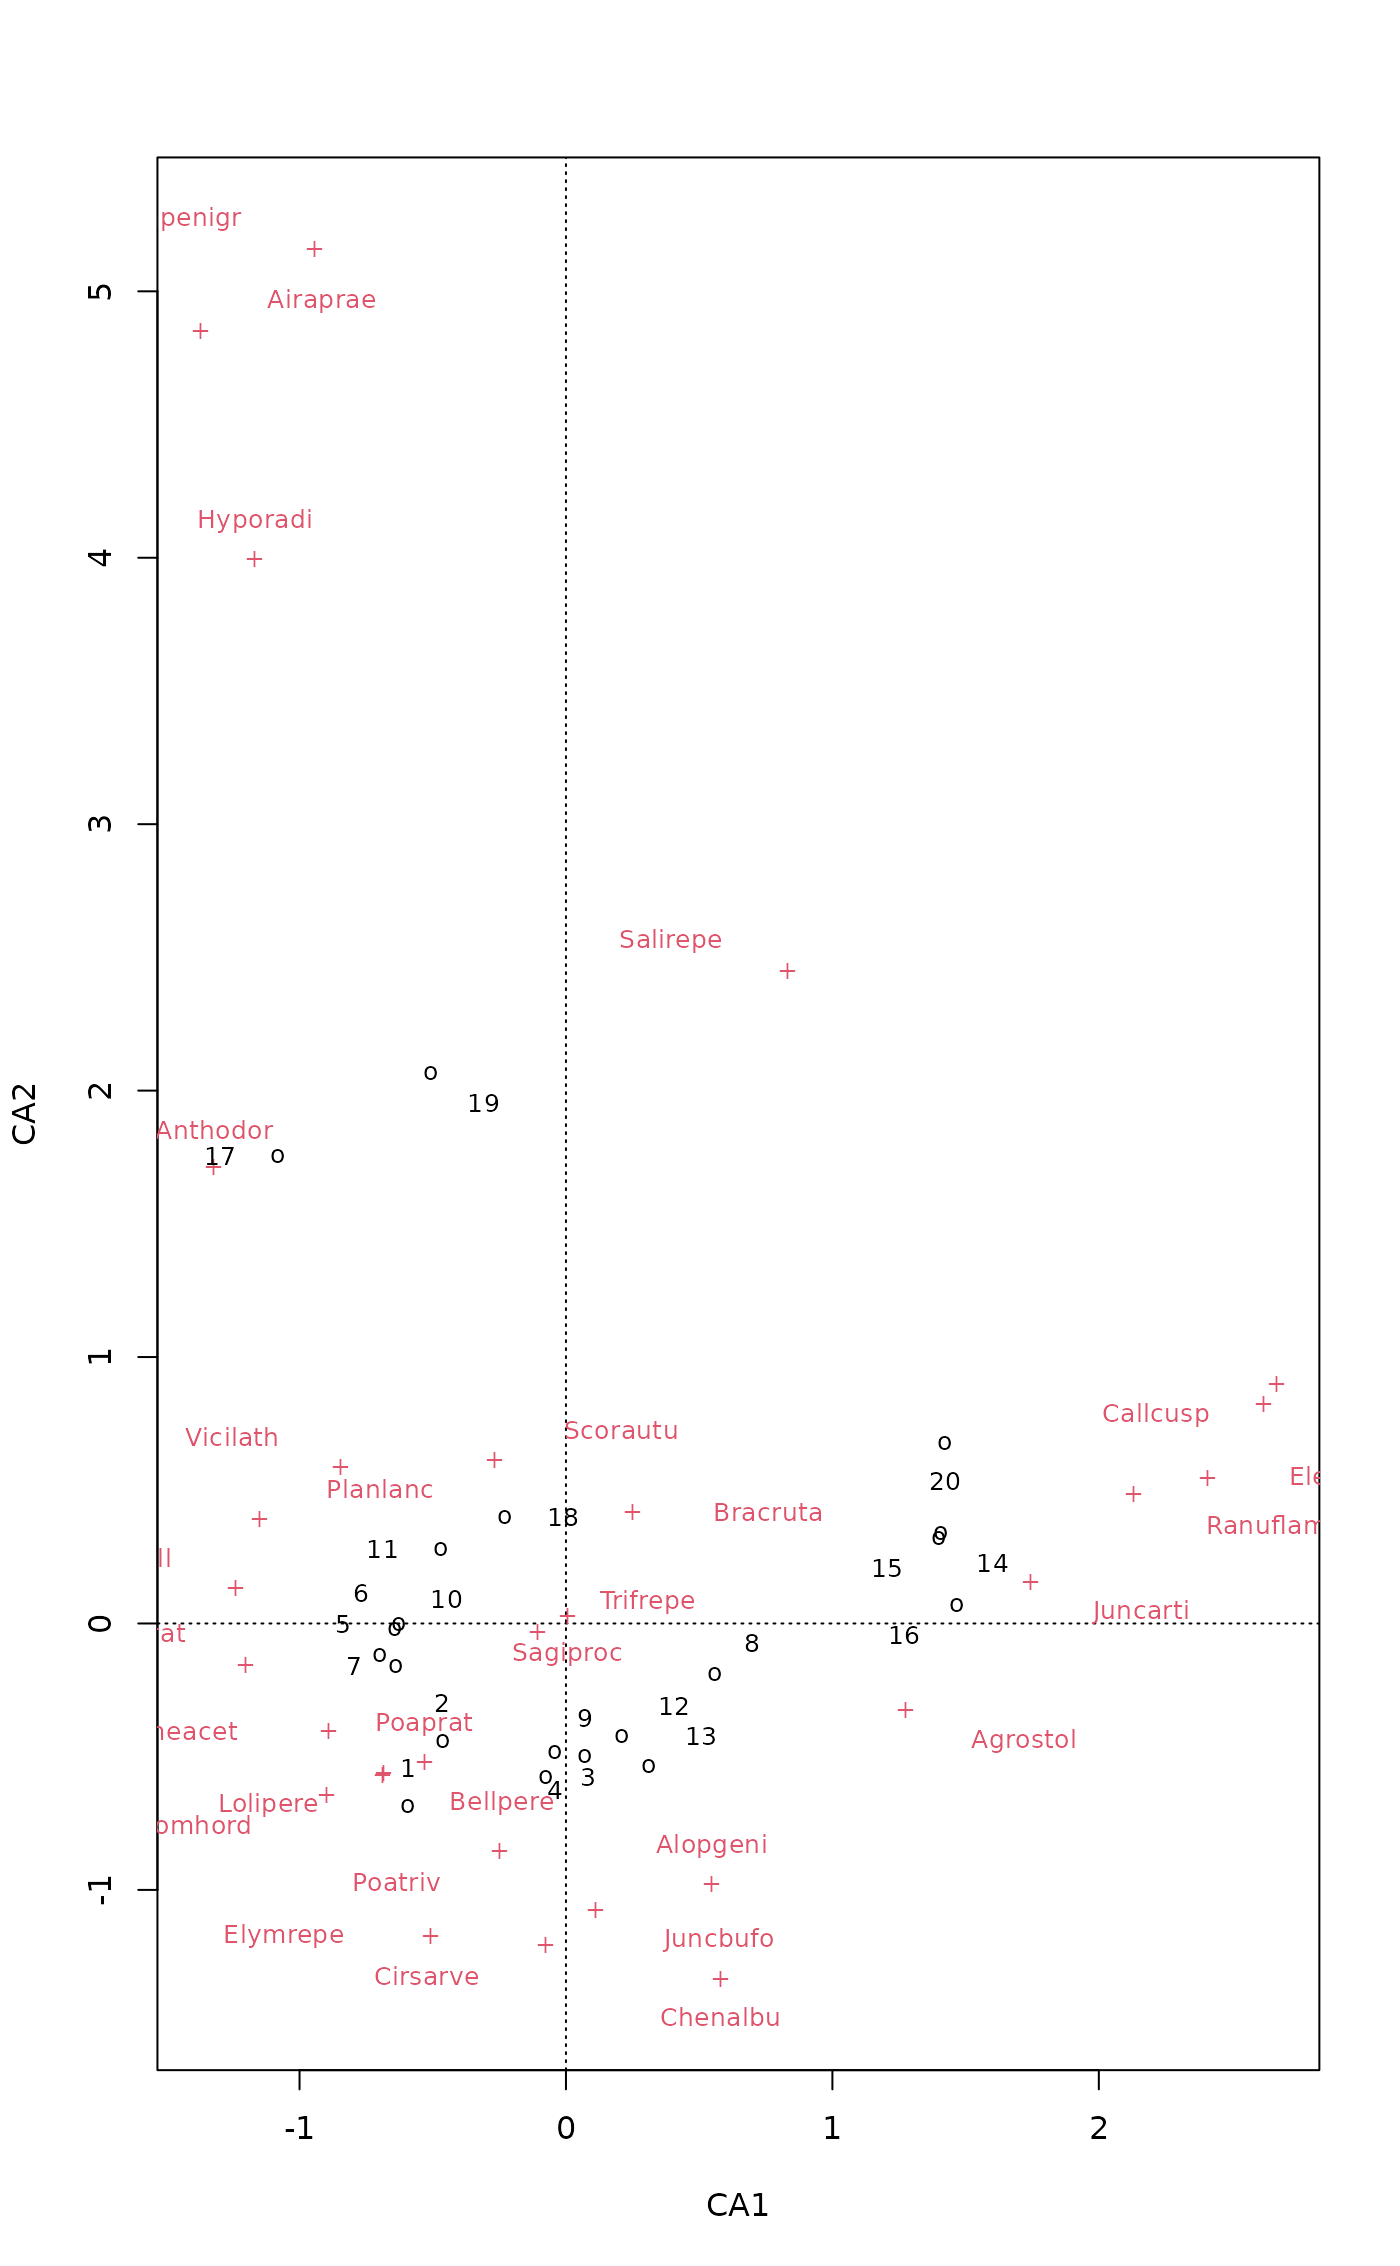 penigr
Airaprae
Hyporadi
Salirepe
19
Anthodor
17
Callcusp
Scorautu
Vicilath
Ele
20
Planlanc
Bracruta
18
Ranuflam
11
ll
14
15
6
10
Trifrepe
Juncarti
5
at
16
8
Sagiproc
7
2
12
9
Poaprat
neacet
13
Agrostol
1
3
4
Bellpere
Lolipere
omhord
Alopgeni
Poatriv
Elymrepe
Juncbufo
Cirsarve
Chenalbu
5
4
3
2
1
0
-1
CA2
-1 0 1 2
CA1